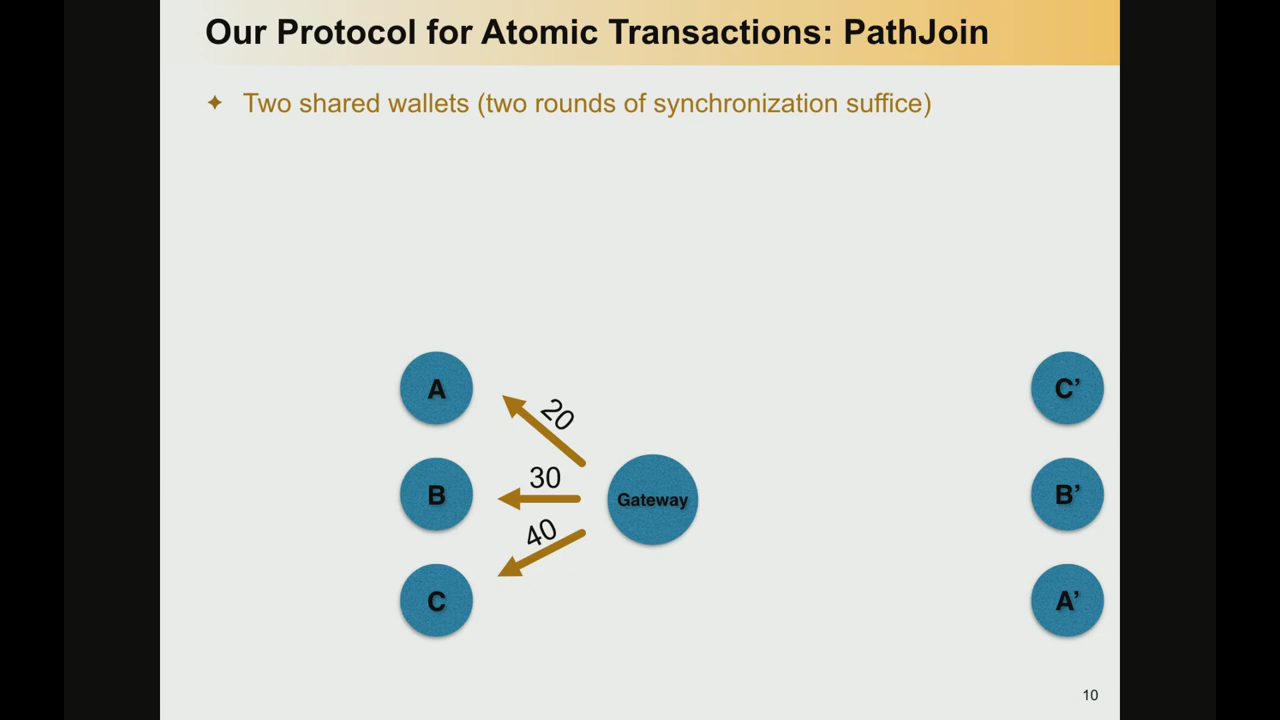 Our Protocol for Atomic Transactions: PathJoin
✦ Two shared wallets (two rounds of synchronization suffice)
A
20
C’
30
B
Gateway
B’
40
C
A’
10